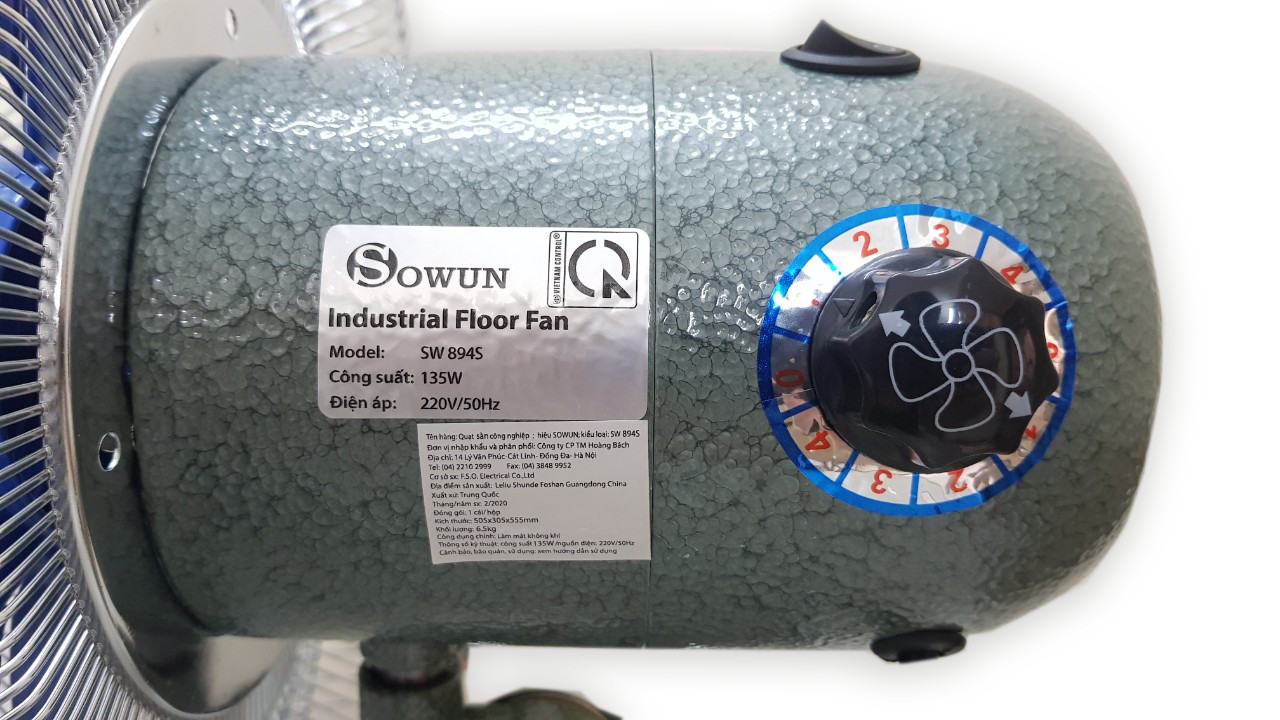 SOWUN
VIETNAM CONTROL
Industrial Floor Fan
Model: SW 894S
Công suất: 135W
Điện áp: 220V/50Hz
Tên hàng: Quạt sàn công nghiệp ; hiệu SOWUN; kiểu loại: SW 894S
Đơn vị nhập khẩu và phân phối: Công ty CP TM Hoàng Bách
Địa chỉ: 14 Lý Văn Phúc- Cát Linh- Đống Đa- Hà Nội
Tel: (04) 2210 2999 Fax: (04) 3848 9952
Cơ sở sx: F.S.O. Electrical Co.,Ltd
Địa điểm sản xuất: Leliu Shunde Foshan Guangdong China
Xuất xứ: Trung Quốc
Tháng/năm sx: 2/2020
Đóng gói: 1 cái/hộp
Kích thước: 505x305x555mm
Khối lượng: 6.5kg
Công dụng chính: Làm mát không khí
Thông số kỹ thuật: công suất 135W /nguồn điện: 220V/50Hz
Cảnh báo, bảo quản, sử dụng: xem hướng dẫn sử dụng
2
3
4
0
4
3
2